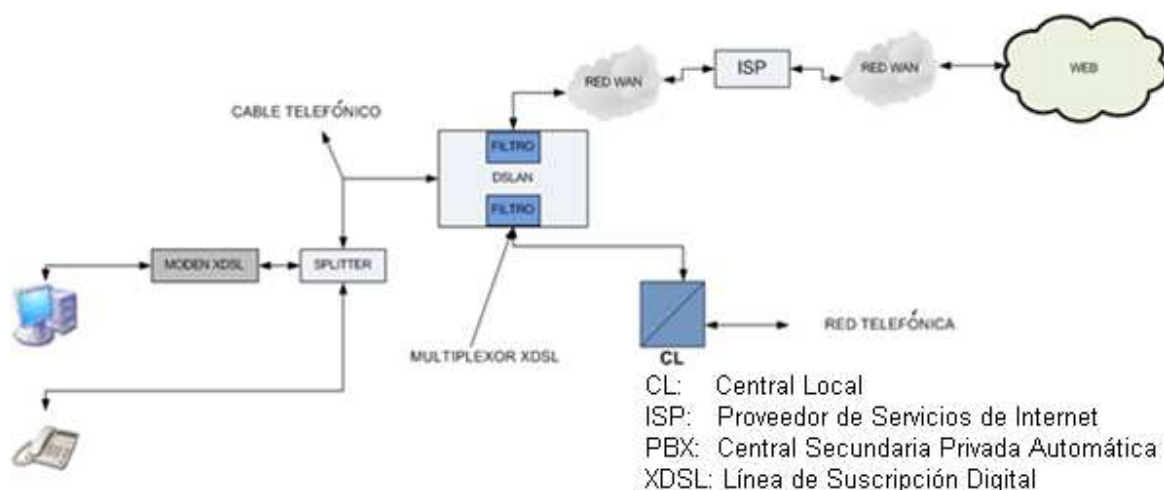 RED WAN
ISP
RED WAN
WEB
CABLE TELEFÓNICO
FILTRO
DSLAN
FILTRO
MODEN XDSL
SPLITTER
MULTIPLEXOR XDSL
RED TELEFÓNICA
CL
CL: Central Local
ISP: Proveedor de Servicios de Internet
PBX: Central Secundaria Privada Automática
XDSL: Línea de Suscripción Digital